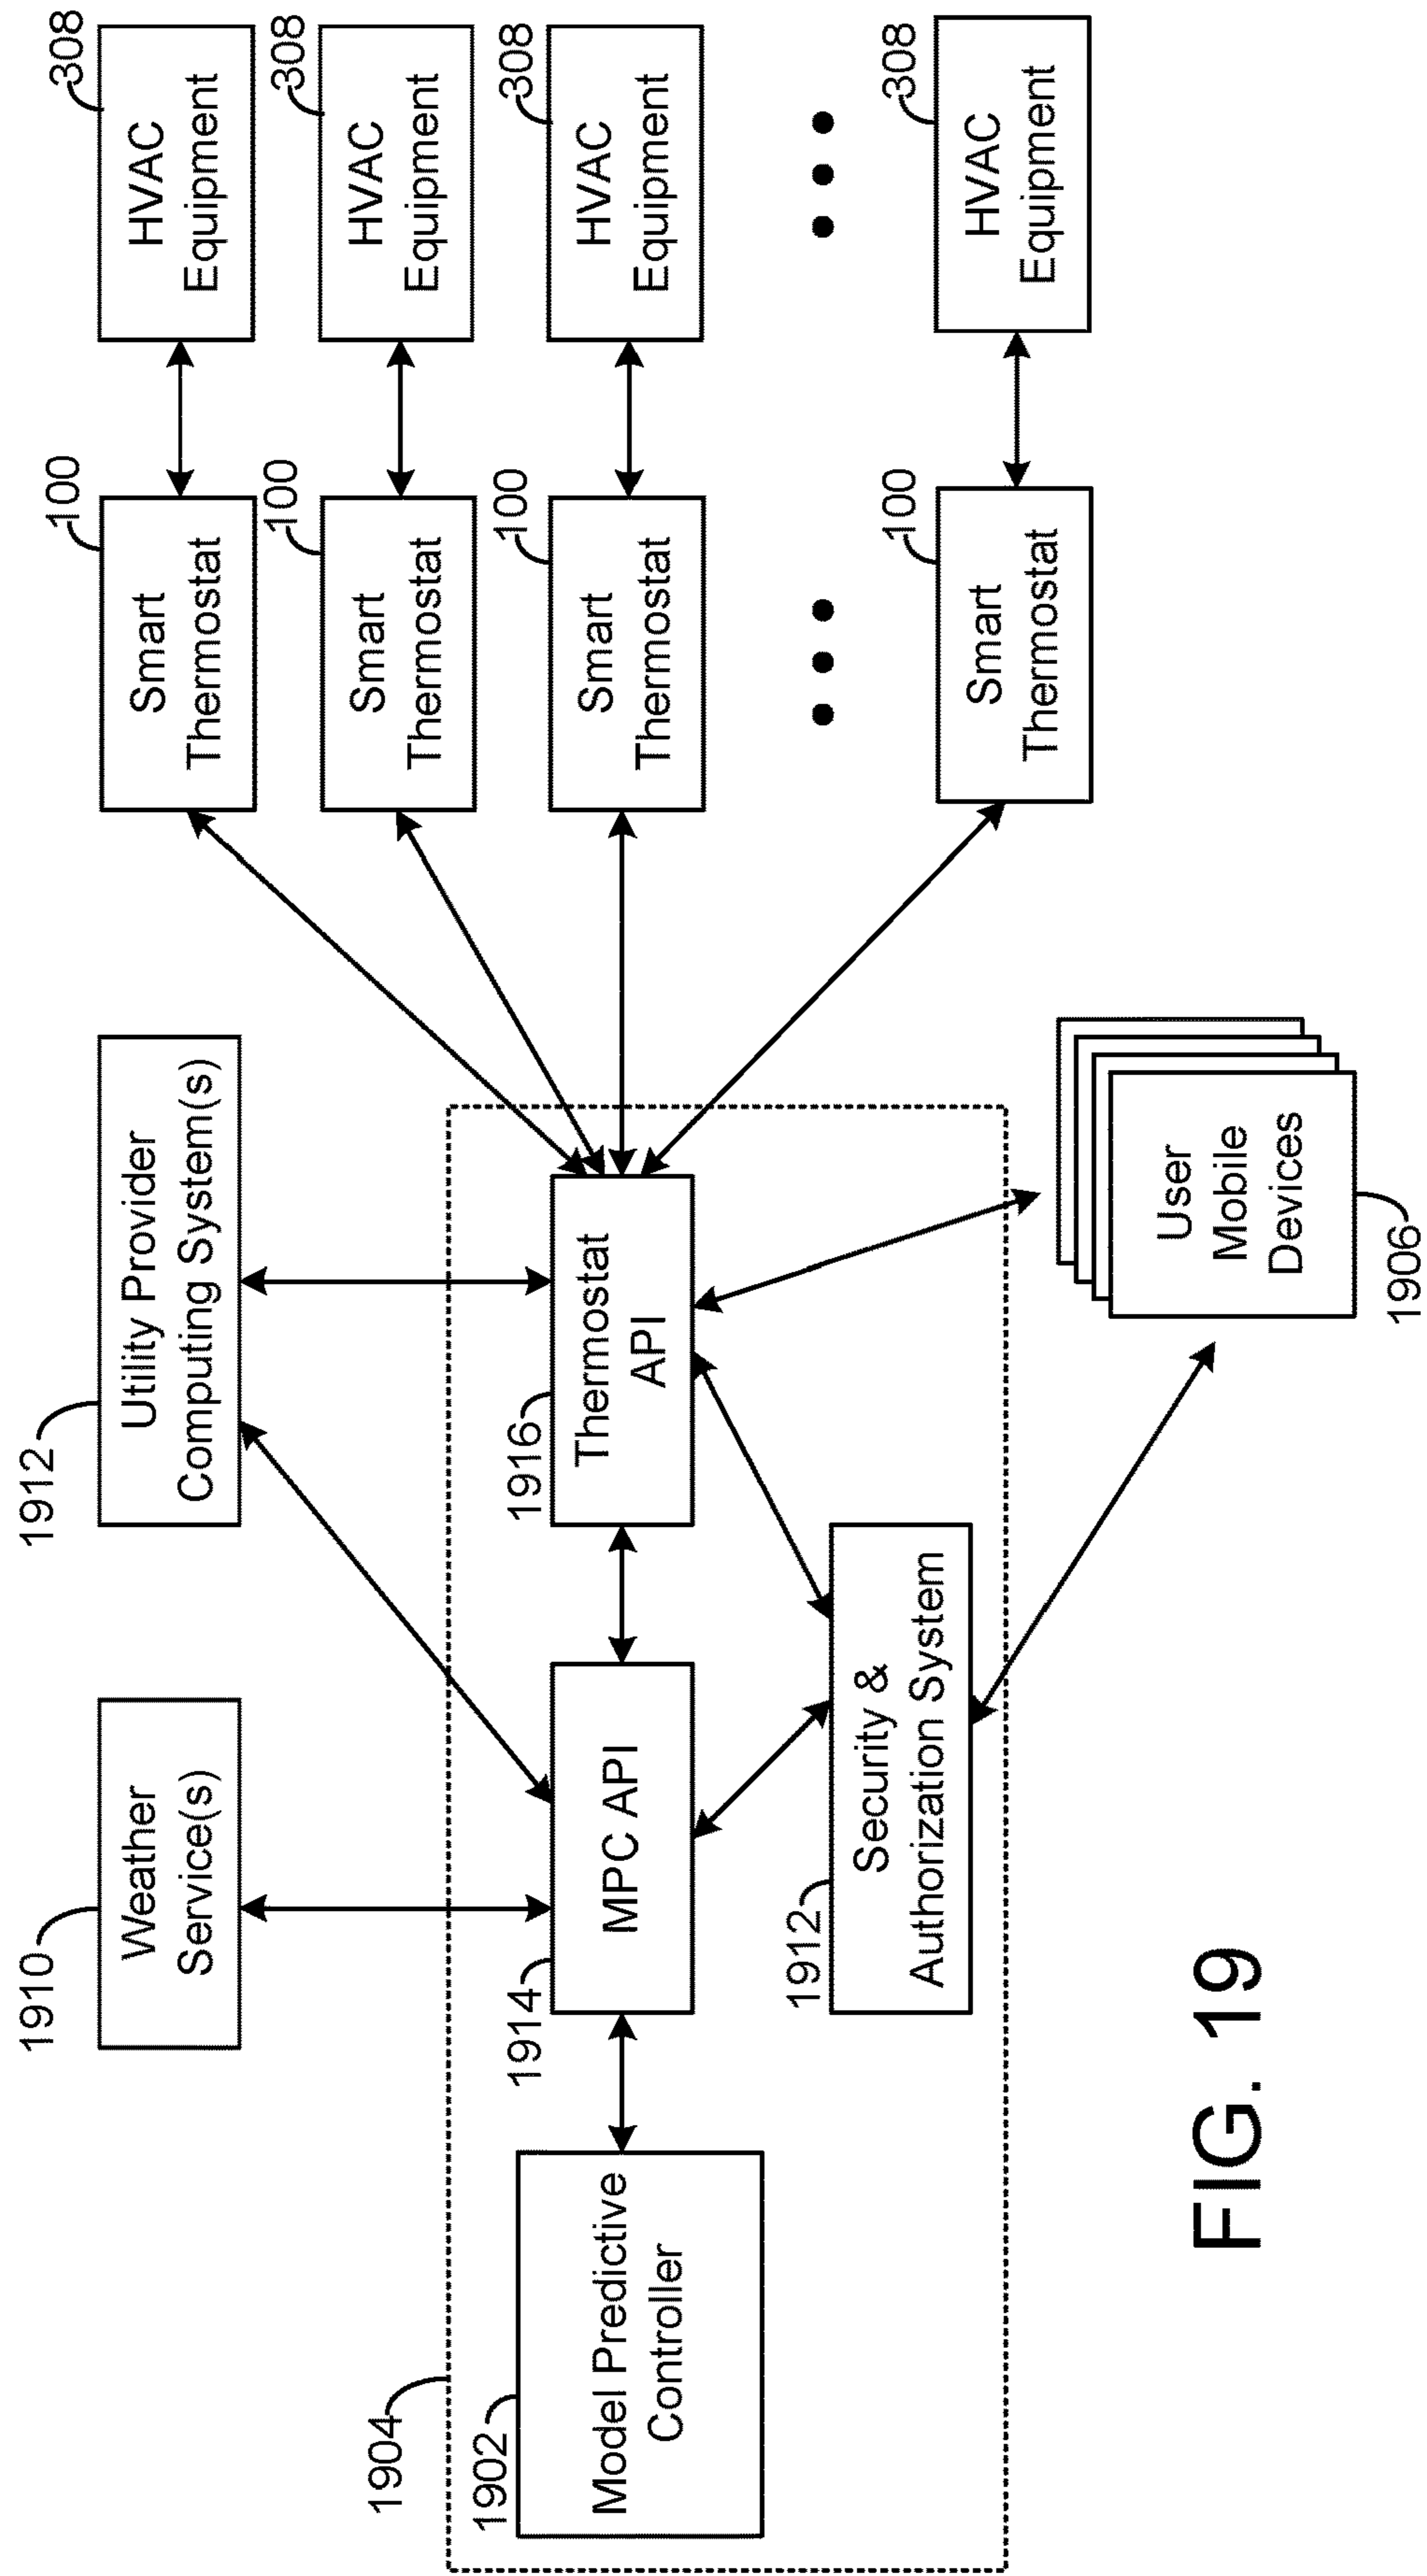 1910
Weather
Service(s)
1912
Utility Provider
Computing System(s)
1904
1902
Model Predictive
Controller
1914
MPC API
1916
Thermostat
API
1912
Security &
Authorization System
User
Mobile
Devices
1906
100
Smart
Thermostat
308
HVAC
Equipment
100
Smart
Thermostat
308
HVAC
Equipment
100
Smart
Thermostat
308
HVAC
Equipment
100
Smart
Thermostat
308
HVAC
Equipment
FIG. 19